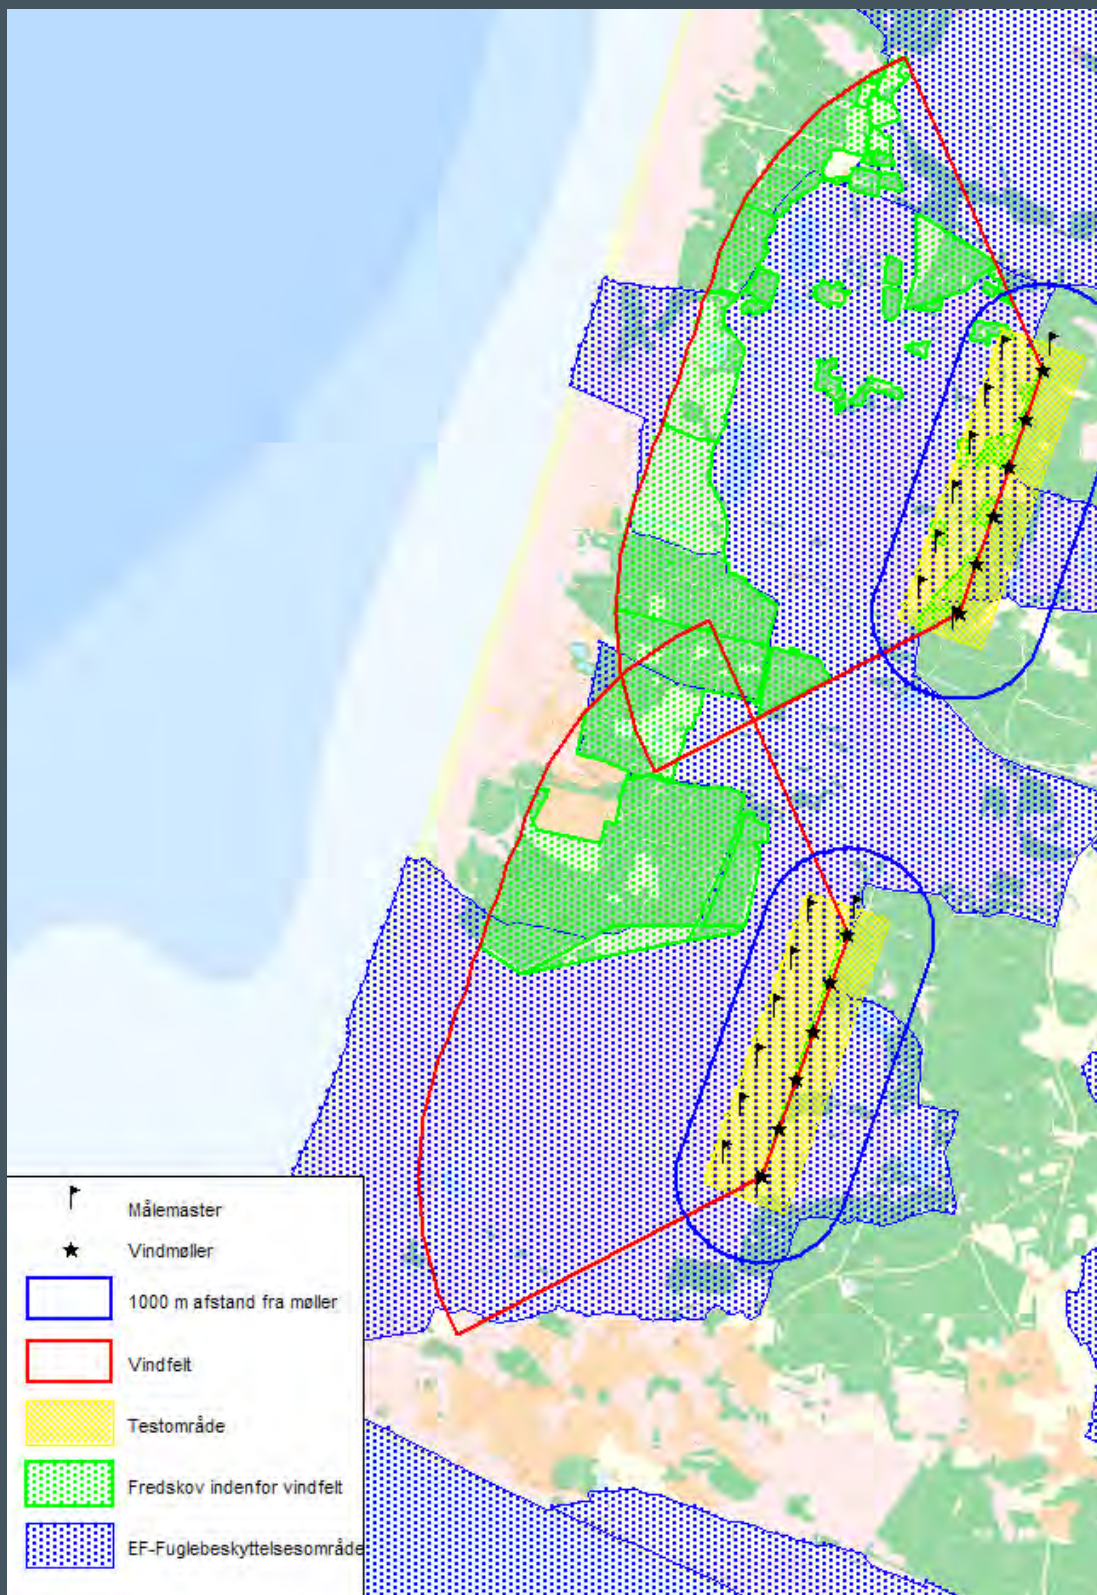 Målemaster
Vindmøller
1000 m afstand fra møller
Vindfelt
Testområde
Fredskov indenfor vindfelt
EF-Fuglebeskyttelsesområde